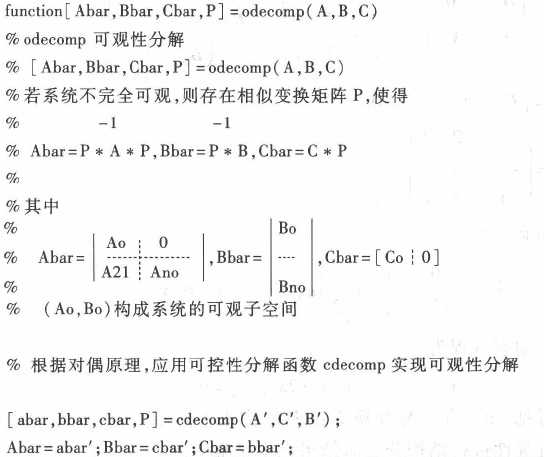 function[Abar,Bbar,Cbar,P]=odecomp(A,B,C)
% odecomp 可观性分解
% [Abar,Bbar,Cbar,P]=odecomp(A,B,C)
% 若系统不完全可观,则存在相似变换矩阵 P,使得
% -1 -1
% Abar=P * A * P,Bbar=P * B,Cbar=C * P
%
% 其中
% Ao 0 Bo
% Abar= ,Bbar= ,Cbar=[Co 0]
% A21 Ano Bno
% (Ao,Bo)构成系统的可观子空间
% 根据对偶原理,应用可控性分解函数 cdecomp 实现可观性分解
[abar,bbar,cbar,P]=cdecomp(A′,C′,B′);
Abar=abar′;Bbar=cbar′;Cbar=bbar′;